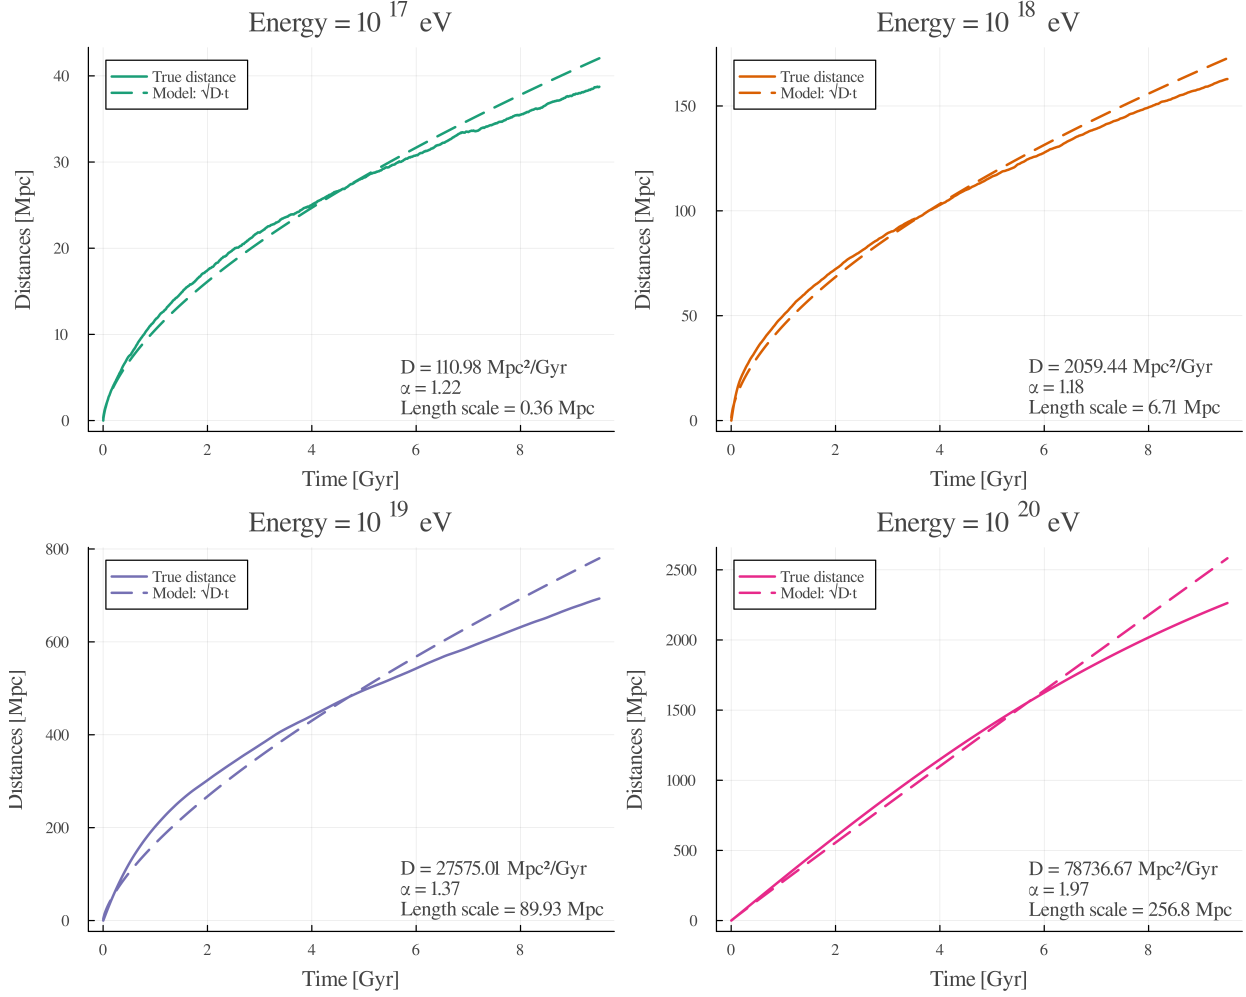 Energy = 10 17 eV
True distance
Model: √D·t
40
30
20
10
0
Distances [Mpc]
D = 110.98 Mpc²/Gyr
α = 1.22
Length scale = 0.36 Mpc
0 2 4 6 8
Time [Gyr]
Energy = 10 18 eV
True distance
Model: √D·t
150
100
50
0
Distances [Mpc]
D = 2059.44 Mpc²/Gyr
α = 1.18
Length scale = 6.71 Mpc
0 2 4 6 8
Time [Gyr]
Energy = 10 19 eV
True distance
Model: √D·t
800
600
400
200
0
Distances [Mpc]
D = 27575.01 Mpc²/Gyr
α = 1.37
Length scale = 89.93 Mpc
0 2 4 6 8
Time [Gyr]
Energy = 10 20 eV
True distance
Model: √D·t
2500
2000
1500
1000
500
0
Distances [Mpc]
D = 78736.67 Mpc²/Gyr
α = 1.97
Length scale = 256.8 Mpc
0 2 4 6 8
Time [Gyr]